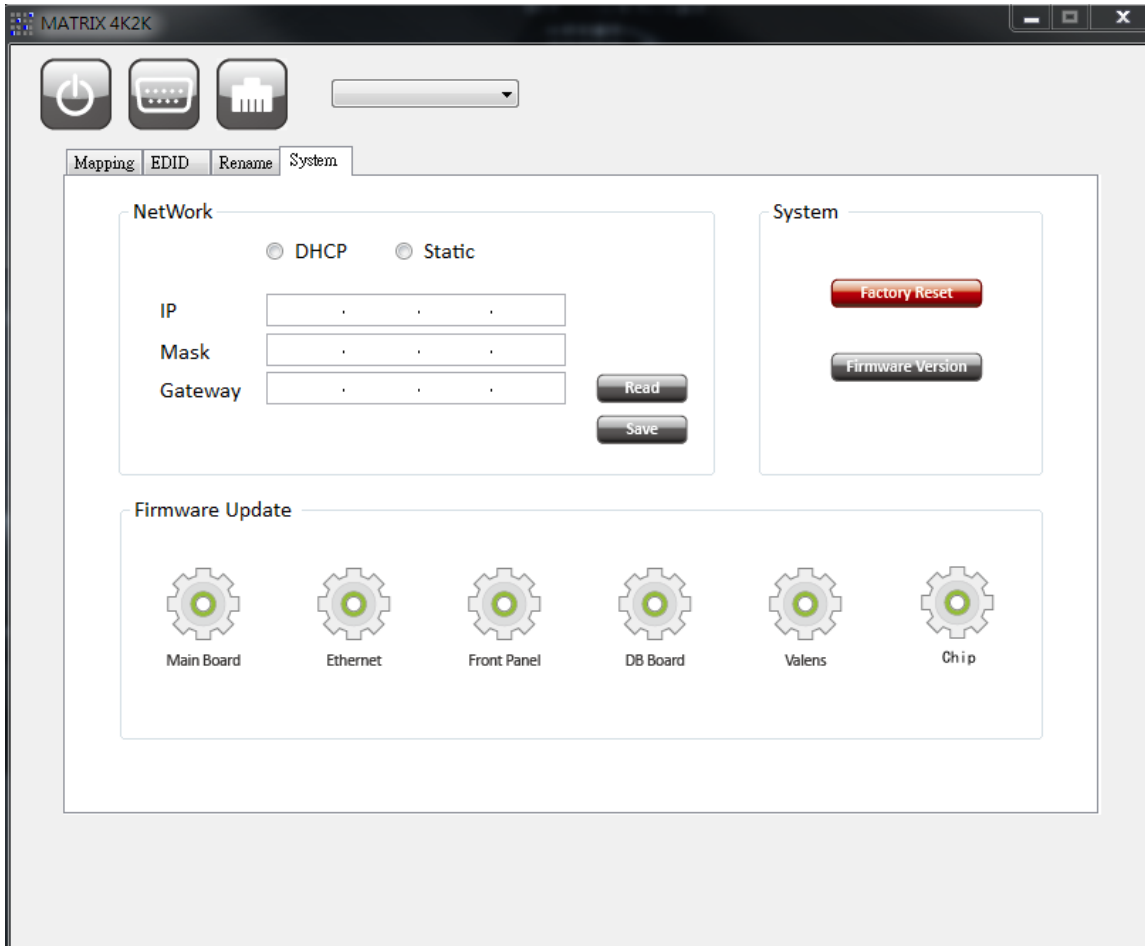 MATRIX 4K2K
Mapping EDID Rename System
NetWork
DHCP Static
IP . . .
Mask . . .
Gateway . . .
Read
Save
System
Factory Reset
Firmware Version
Firmware Update
Main Board Ethernet Front Panel DB Board Valens Chip